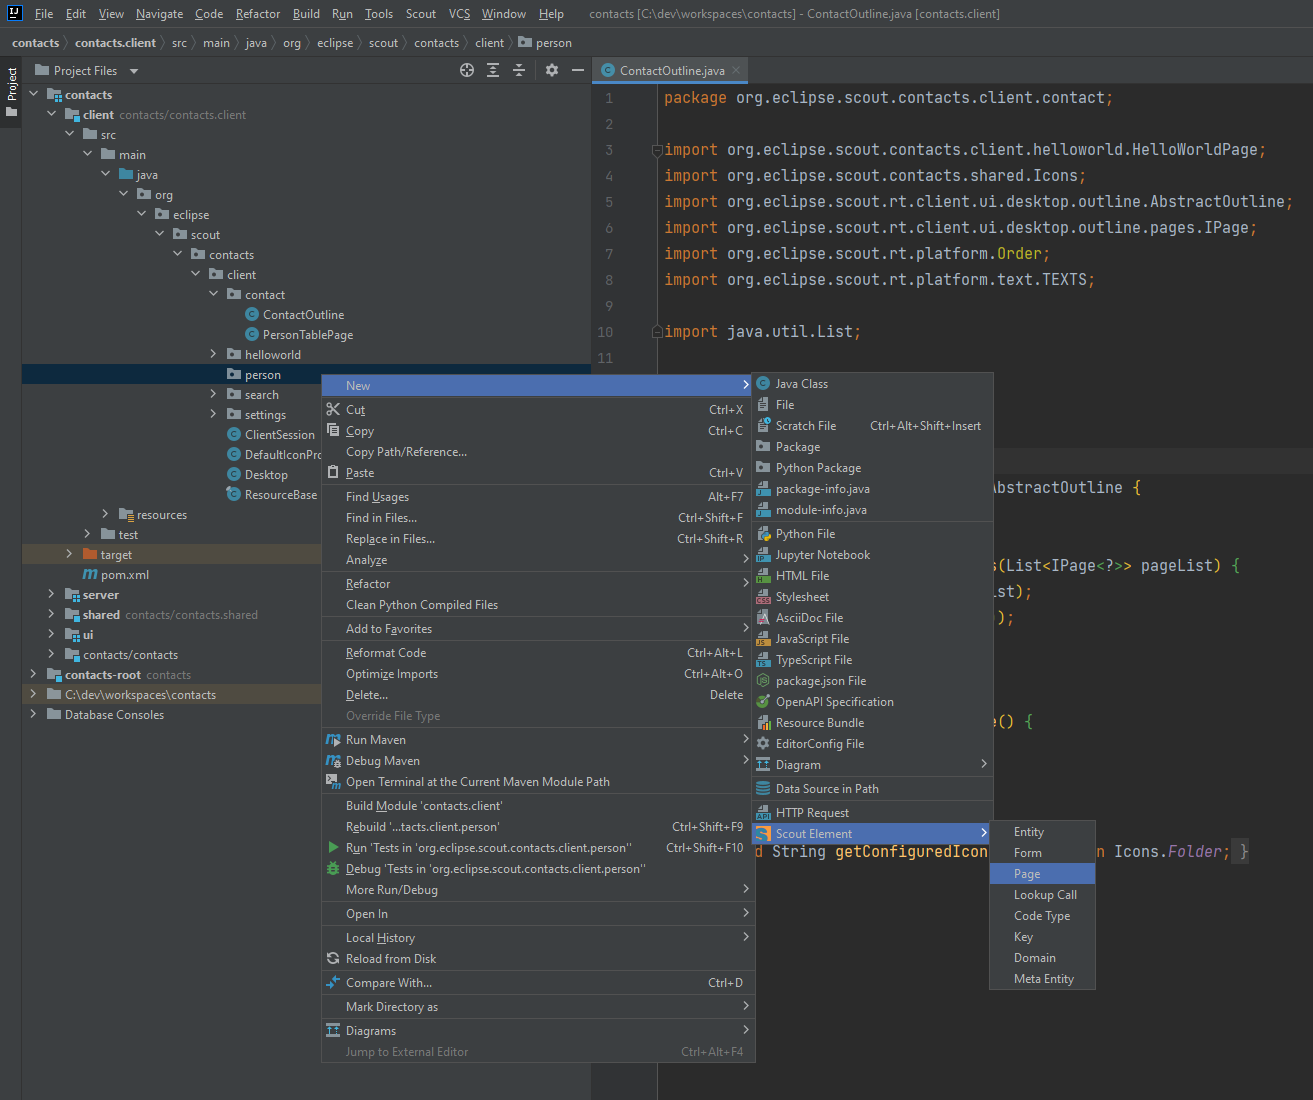 File Edit View Navigate Code Refactor Build Run Tools Scout VCS Window Help contacts [C:\dev\workspaces\contacts] - ContactOutline.java [contacts.client]
contacts contacts.client src main java org eclipse scout contacts client person
Project
Project Files
contacts
client contacts/contacts.client
src
main
java
org
eclipse
scout
contacts
client
contact
ContactOutline
PersonTablePage
helloworld
person
search
settings
ClientSession
DefaultIconPro
Desktop
ResourceBase
resources
test
target
pom.xml
server
shared contacts/contacts.shared
ui
contacts/contacts
contacts-root contacts
C:\dev\workspaces\contacts
Database Consoles
ContactOutline.java
1 package org.eclipse.scout.contacts.client.contact;
2
3 import org.eclipse.scout.contacts.client.helloworld.HelloWorldPage;
4 import org.eclipse.scout.contacts.shared.Icons;
5 import org.eclipse.scout.rt.client.ui.desktop.outline.AbstractOutline;
6 import org.eclipse.scout.rt.client.ui.desktop.outline.pages.IPage;
7 import org.eclipse.scout.rt.platform.Order;
8 import org.eclipse.scout.rt.platform.text.TEXTS;
9
10 import java.util.List;
11
AbstractOutline {
s(List<IPage<?>> pageList) {
st);
);
e() {
d String getConfiguredIcon
n Icons.Folder; }
New
Cut Ctrl+X
Copy Ctrl+C
Copy Path/Reference...
Paste Ctrl+V
Find Usages Alt+F7
Find in Files... Ctrl+Shift+F
Replace in Files... Ctrl+Shift+R
Analyze
Refactor
Clean Python Compiled Files
Add to Favorites
Reformat Code Ctrl+Alt+L
Optimize Imports Ctrl+Alt+O
Delete... Delete
Override File Type
Run Maven
Debug Maven
Open Terminal at the Current Maven Module Path
Build Module 'contacts.client'
Rebuild '...tacts.client.person' Ctrl+Shift+F9
Run 'Tests in 'org.eclipse.scout.contacts.client.person'' Ctrl+Shift+F10
Debug 'Tests in 'org.eclipse.scout.contacts.client.person''
More Run/Debug
Open In
Local History
Reload from Disk
Compare With... Ctrl+D
Mark Directory as
Diagrams
Jump to External Editor Ctrl+Alt+F4
Java Class
File
Scratch File Ctrl+Alt+Shift+Insert
Package
Python Package
package-info.java
module-info.java
Python File
Jupyter Notebook
HTML File
Stylesheet
AsciiDoc File
JavaScript File
TypeScript File
package.json File
OpenAPI Specification
Resource Bundle
EditorConfig File
Diagram
Data Source in Path
HTTP Request
Scout Element
Entity
Form
Page
Lookup Call
Code Type
Key
Domain
Meta Entity